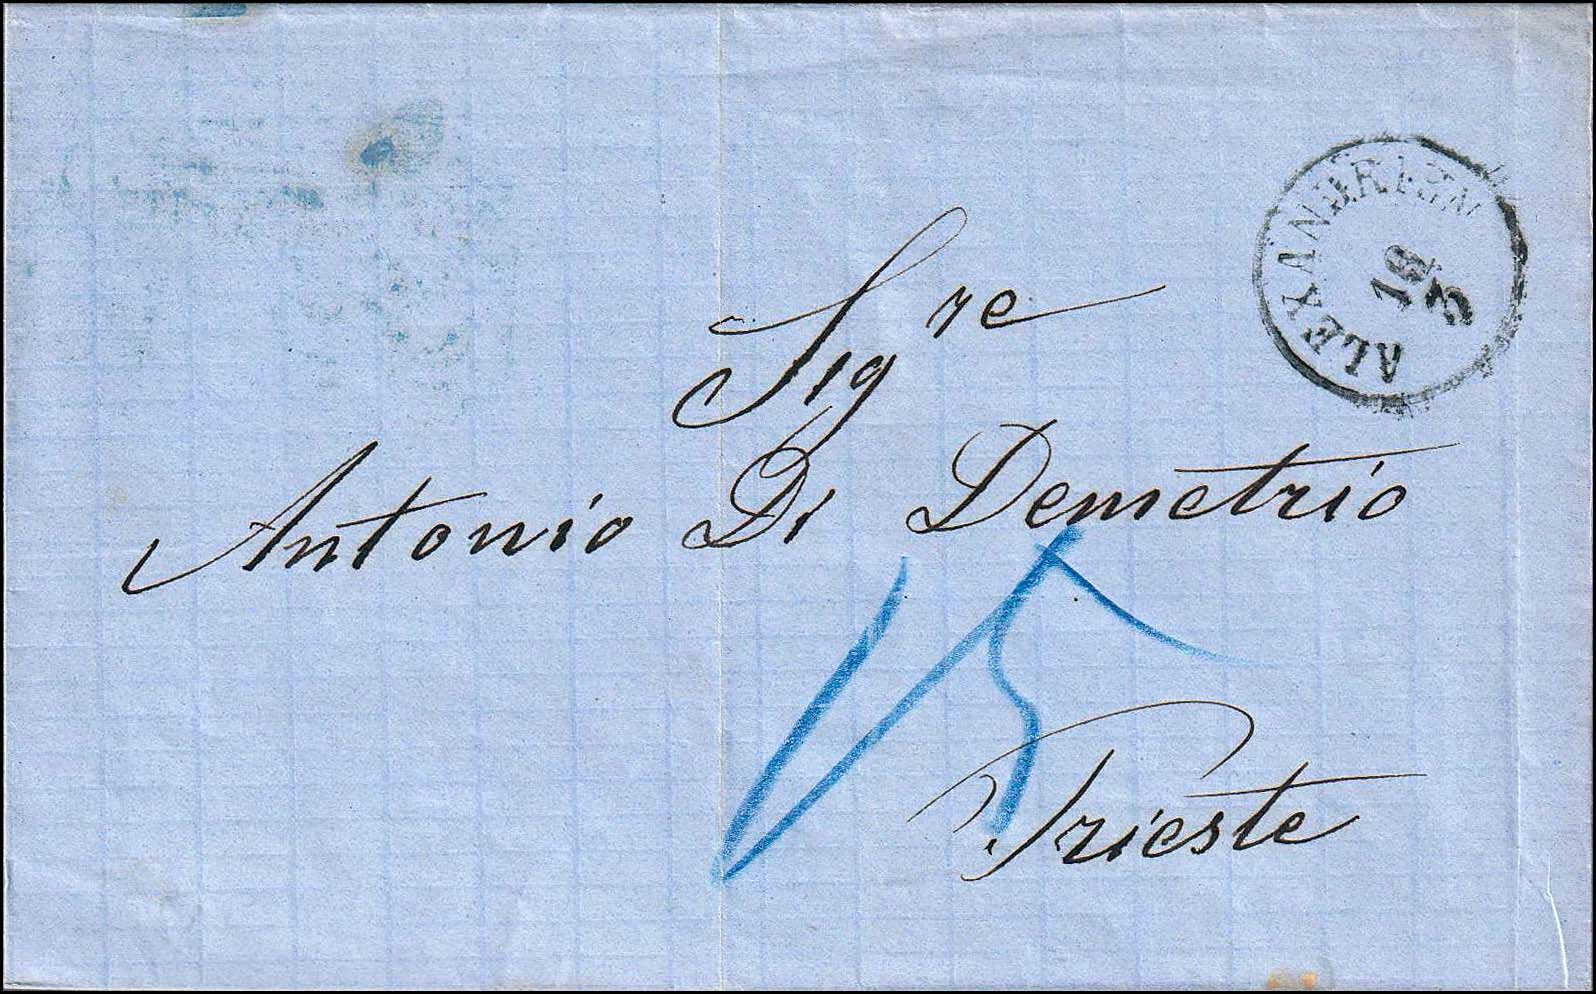 ALEXANDRIEN
19/3
Sig.re
Antonio Di Demetrio
15
Trieste